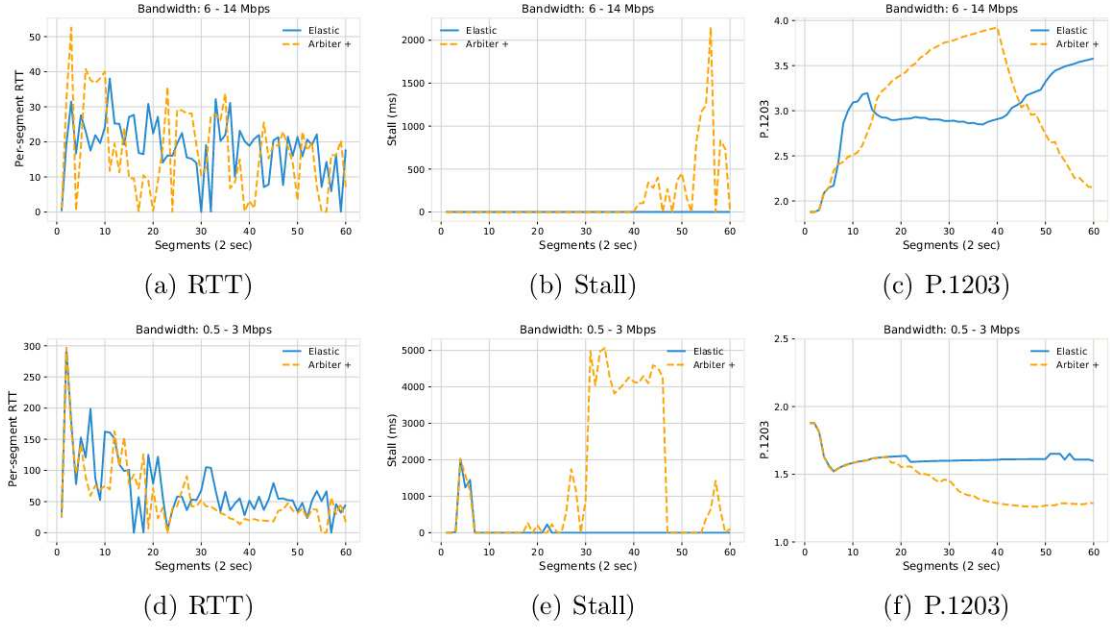 Bandwidth: 6 - 14 Mbps
Elastic
Arbiter +
Per-segment RTT
50
40
30
20
10
0
0 10 20 30 40 50 60
Segments (2 sec)
(a) RTT)
Bandwidth: 6 - 14 Mbps
Elastic
Arbiter +
Stall (ms)
2000
1500
1000
500
0
0 10 20 30 40 50 60
Segments (2 sec)
(b) Stall)
Bandwidth: 6 - 14 Mbps
Elastic
Arbiter +
P.1203
4.0
3.5
3.0
2.5
2.0
0 10 20 30 40 50 60
Segments (2 sec)
(c) P.1203)
Bandwidth: 0.5 - 3 Mbps
Elastic
Arbiter +
Per-segment RTT
300
250
200
150
100
50
0
0 10 20 30 40 50 60
Segments (2 sec)
(d) RTT)
Bandwidth: 0.5 - 3 Mbps
Elastic
Arbiter +
Stall (ms)
5000
4000
3000
2000
1000
0
0 10 20 30 40 50 60
Segments (2 sec)
(e) Stall)
Bandwidth: 0.5 - 3 Mbps
Elastic
Arbiter +
P.1203
2.5
2.0
1.5
1.0
0 10 20 30 40 50 60
Segments (2 sec)
(f) P.1203)